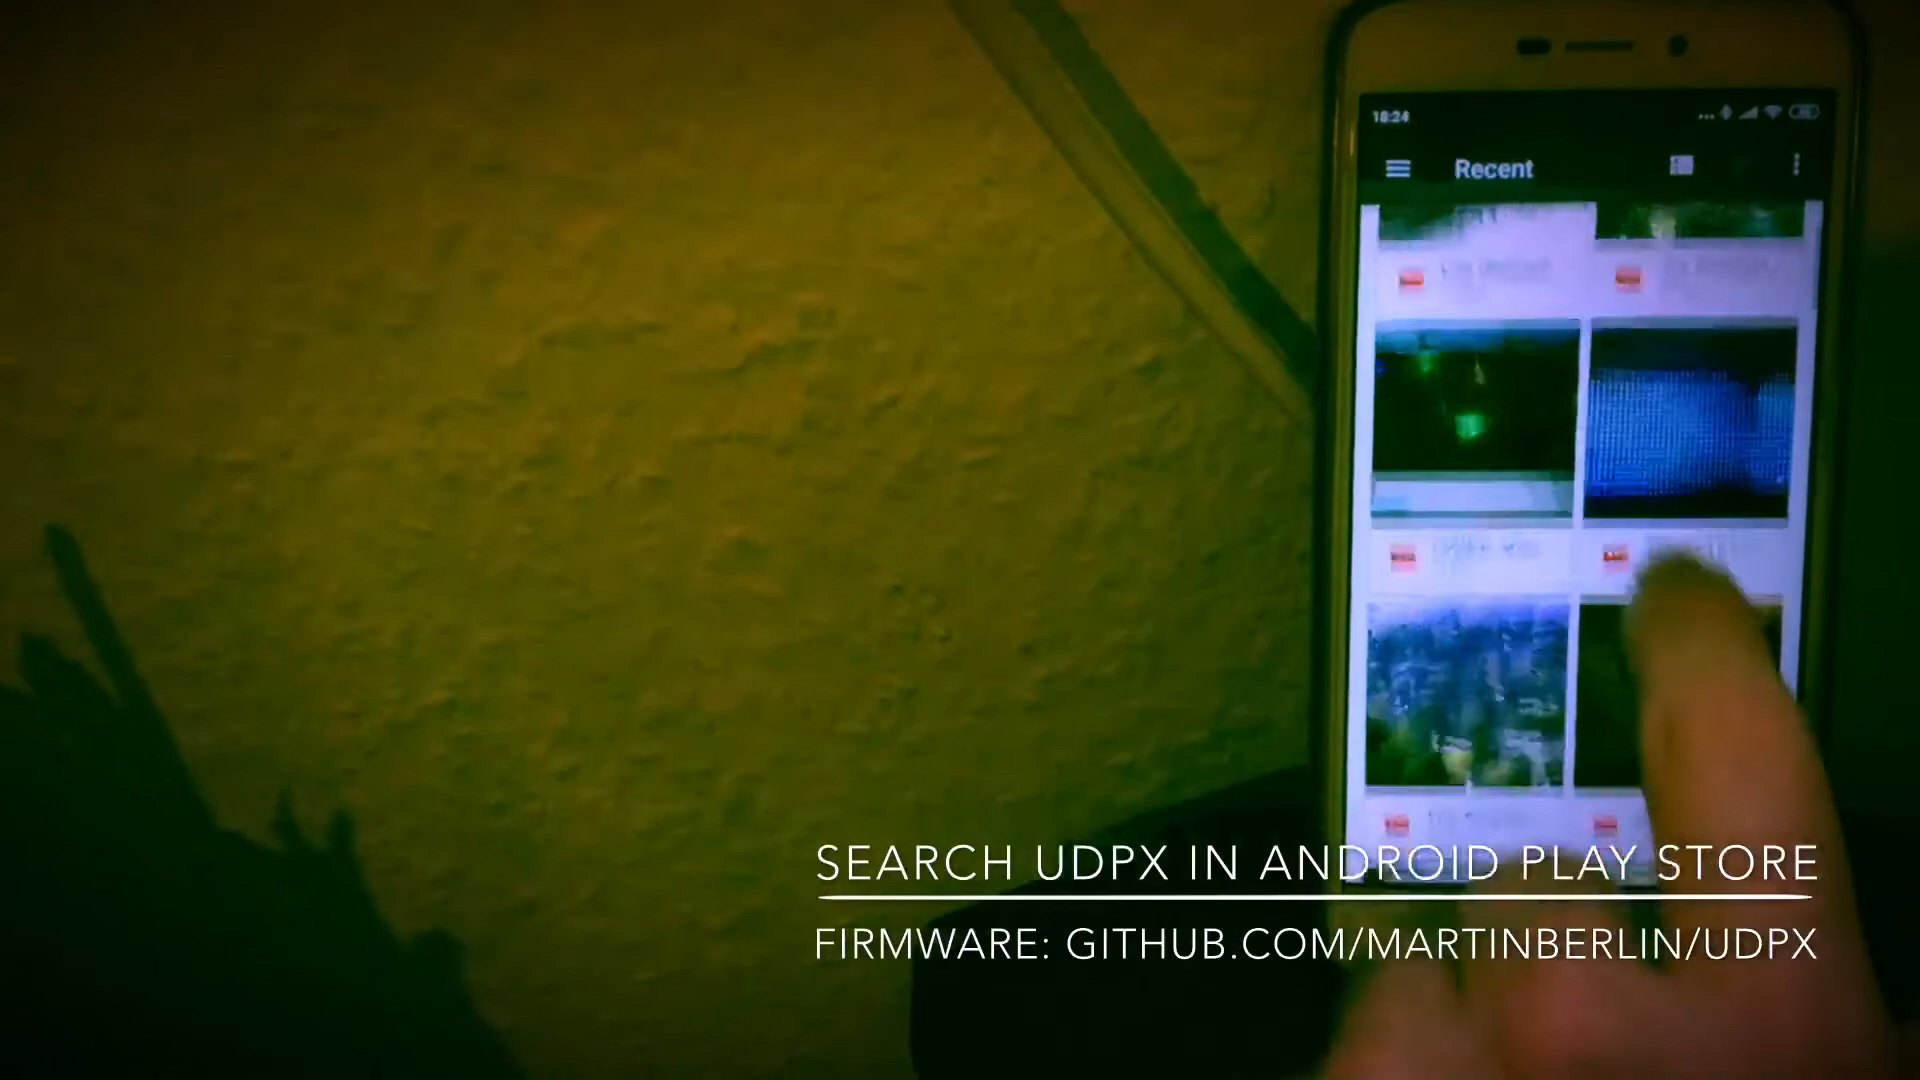 18:24
Recent
SEARCH UDPX IN ANDROID PLAY STORE
FIRMWARE: GITHUB.COM/MARTINBERLIN/UDPX